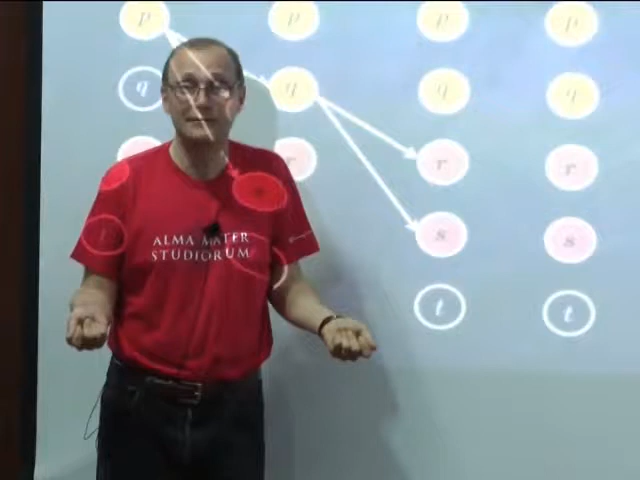 p p p p
q q q q
r r r
s s
t t
ALMA MATER
STUDIORUM